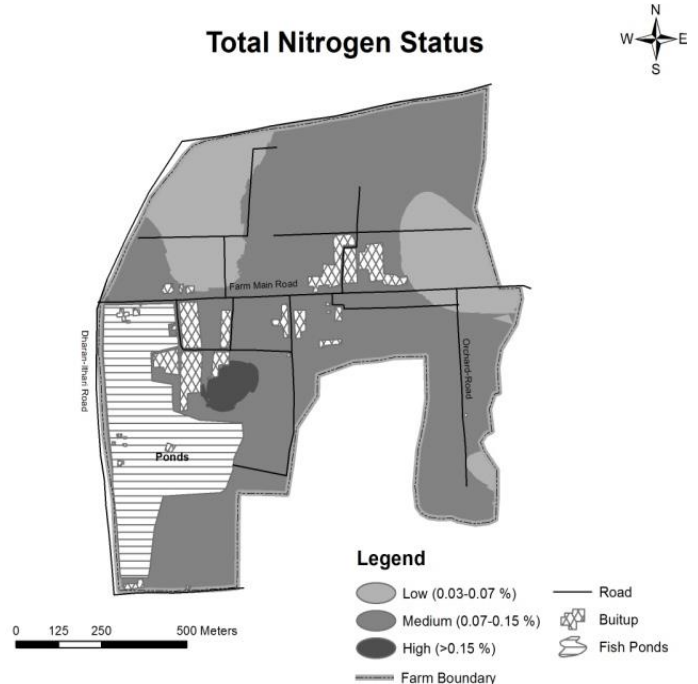 Total Nitrogen Status
N
W E
S
Farm Main Road
Dharan-Ithari Road
Orchard-Road
Ponds
Legend
Low (0.03-0.07 %)
Medium (0.07-0.15 %)
High (>0.15 %)
Farm Boundary
Road
Buitup
Fish Ponds
0 125 250 500 Meters